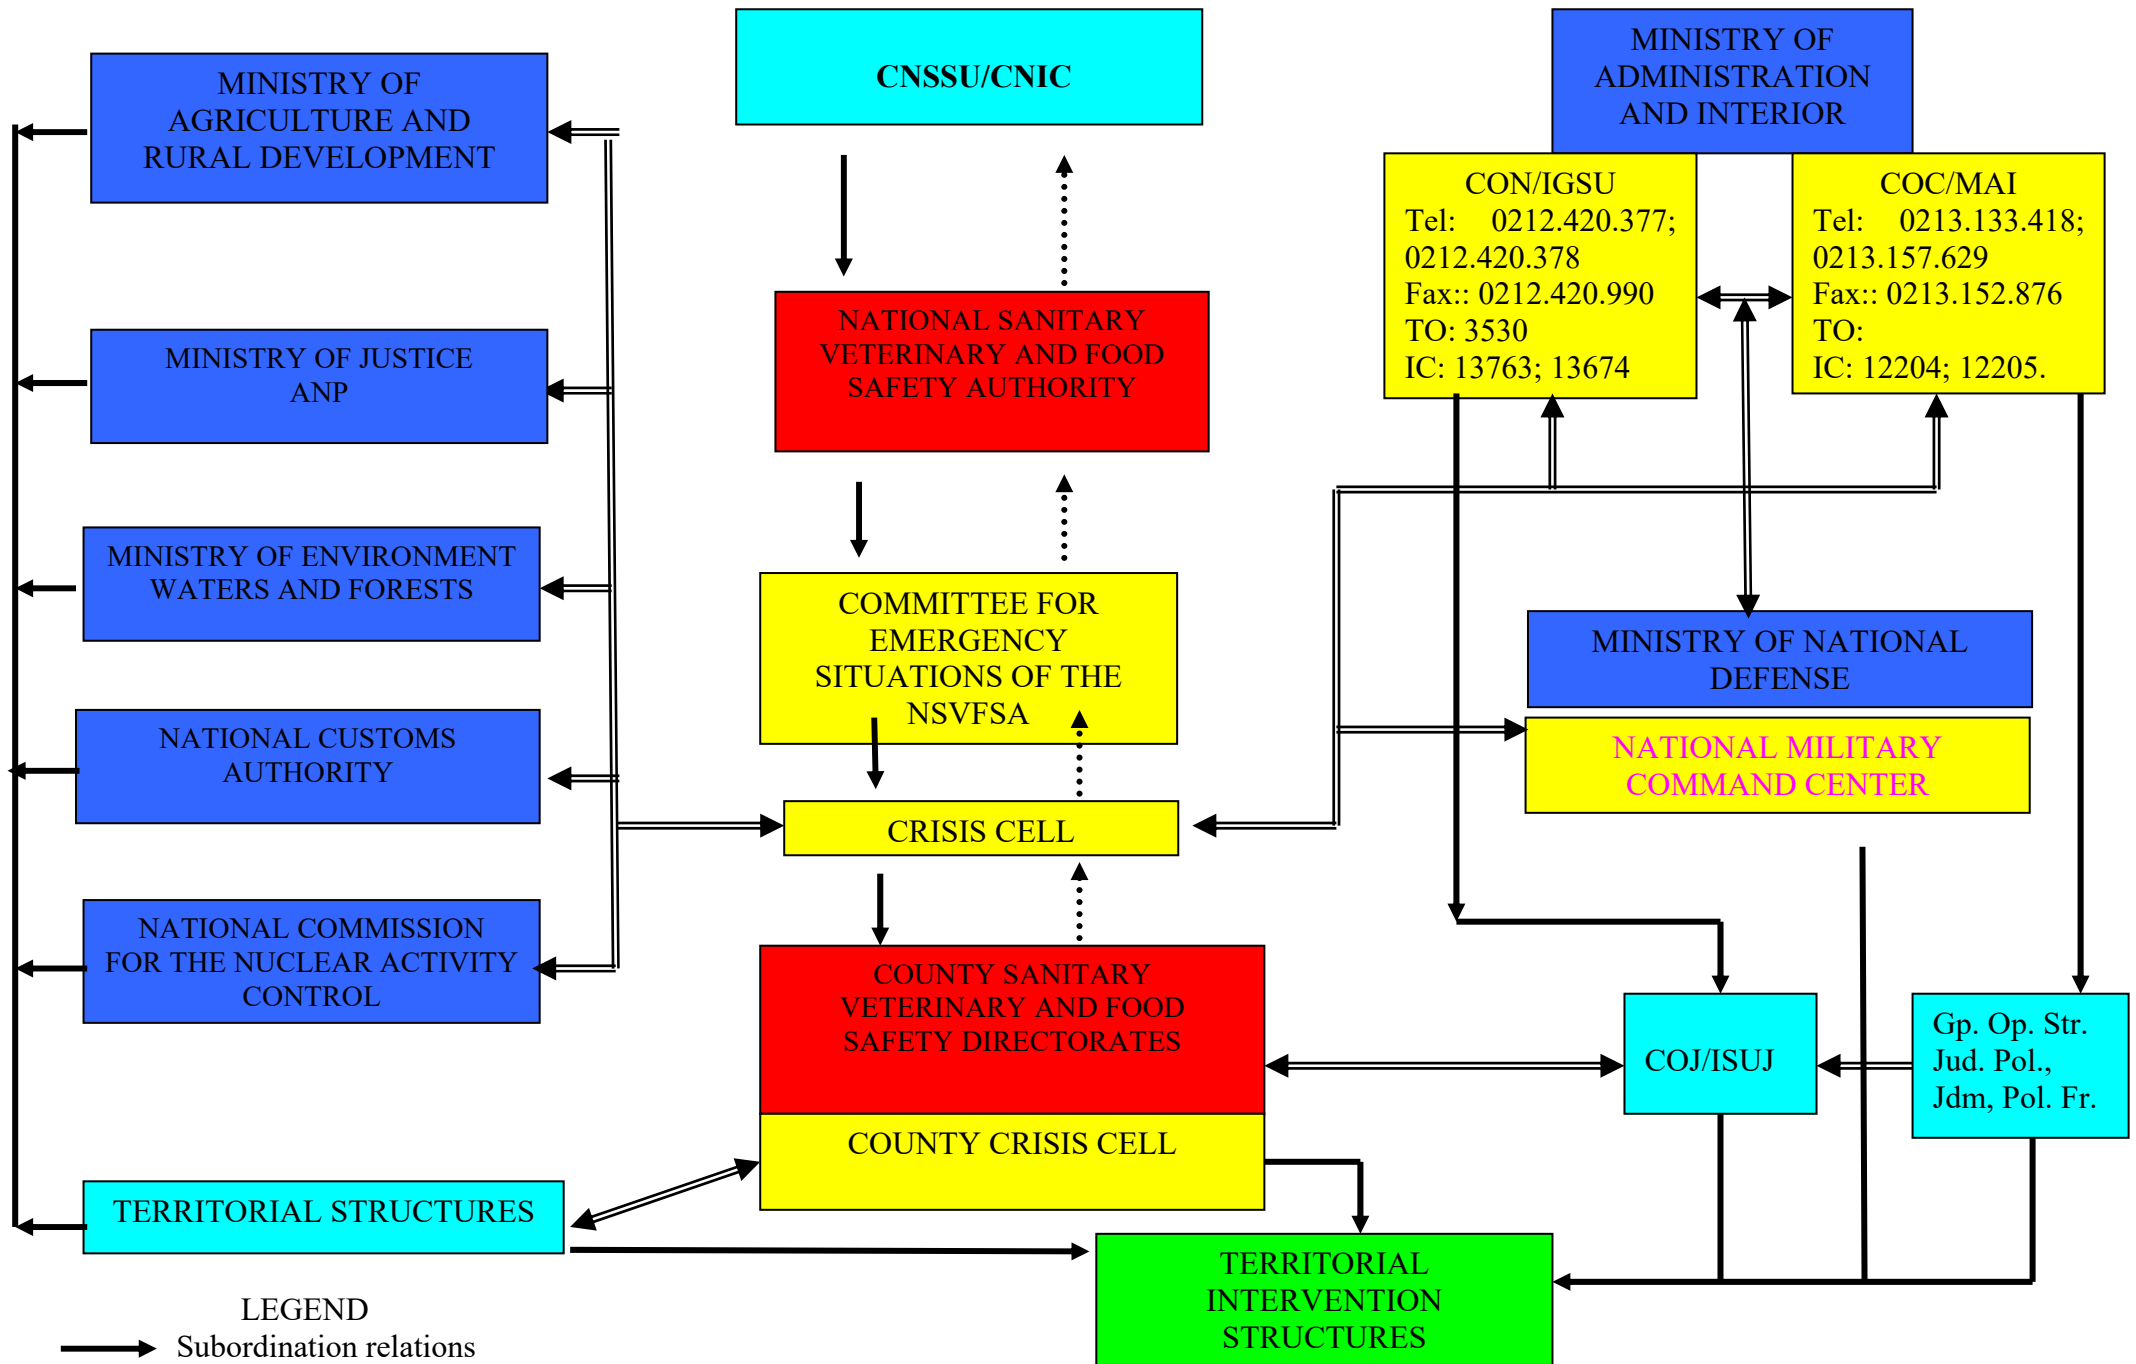 CNSSU/CNIC
MINISTRY OF
ADMINISTRATION
AND INTERIOR
MINISTRY OF
AGRICULTURE AND
RURAL DEVELOPMENT
CON/IGSU
Tel: 0212.420.377;
0212.420.378
Fax:: 0212.420.990
TO: 3530
IC: 13763; 13674
COC/MAI
Tel: 0213.133.418;
0213.157.629
Fax:: 0213.152.876
TO:
IC: 12204; 12205.
NATIONAL SANITARY
VETERINARY AND FOOD
SAFETY AUTHORITY
MINISTRY OF JUSTICE
ANP
MINISTRY OF ENVIRONMENT
WATERS AND FORESTS
COMMITTEE FOR
EMERGENCY
SITUATIONS OF THE
NSVFSA
MINISTRY OF NATIONAL
DEFENSE
NATIONAL MILITARY
COMMAND CENTER
NATIONAL CUSTOMS
AUTHORITY
CRISIS CELL
NATIONAL COMMISSION
FOR THE NUCLEAR ACTIVITY
CONTROL
COUNTY SANITARY
VETERINARY AND FOOD
SAFETY DIRECTORATES
COUNTY CRISIS CELL
COJ/ISUJ
Gp. Op. Str.
Jud. Pol.,
Jdm, Pol. Fr.
TERRITORIAL STRUCTURES
TERRITORIAL
INTERVENTION
STRUCTURES
LEGEND
Subordination relations